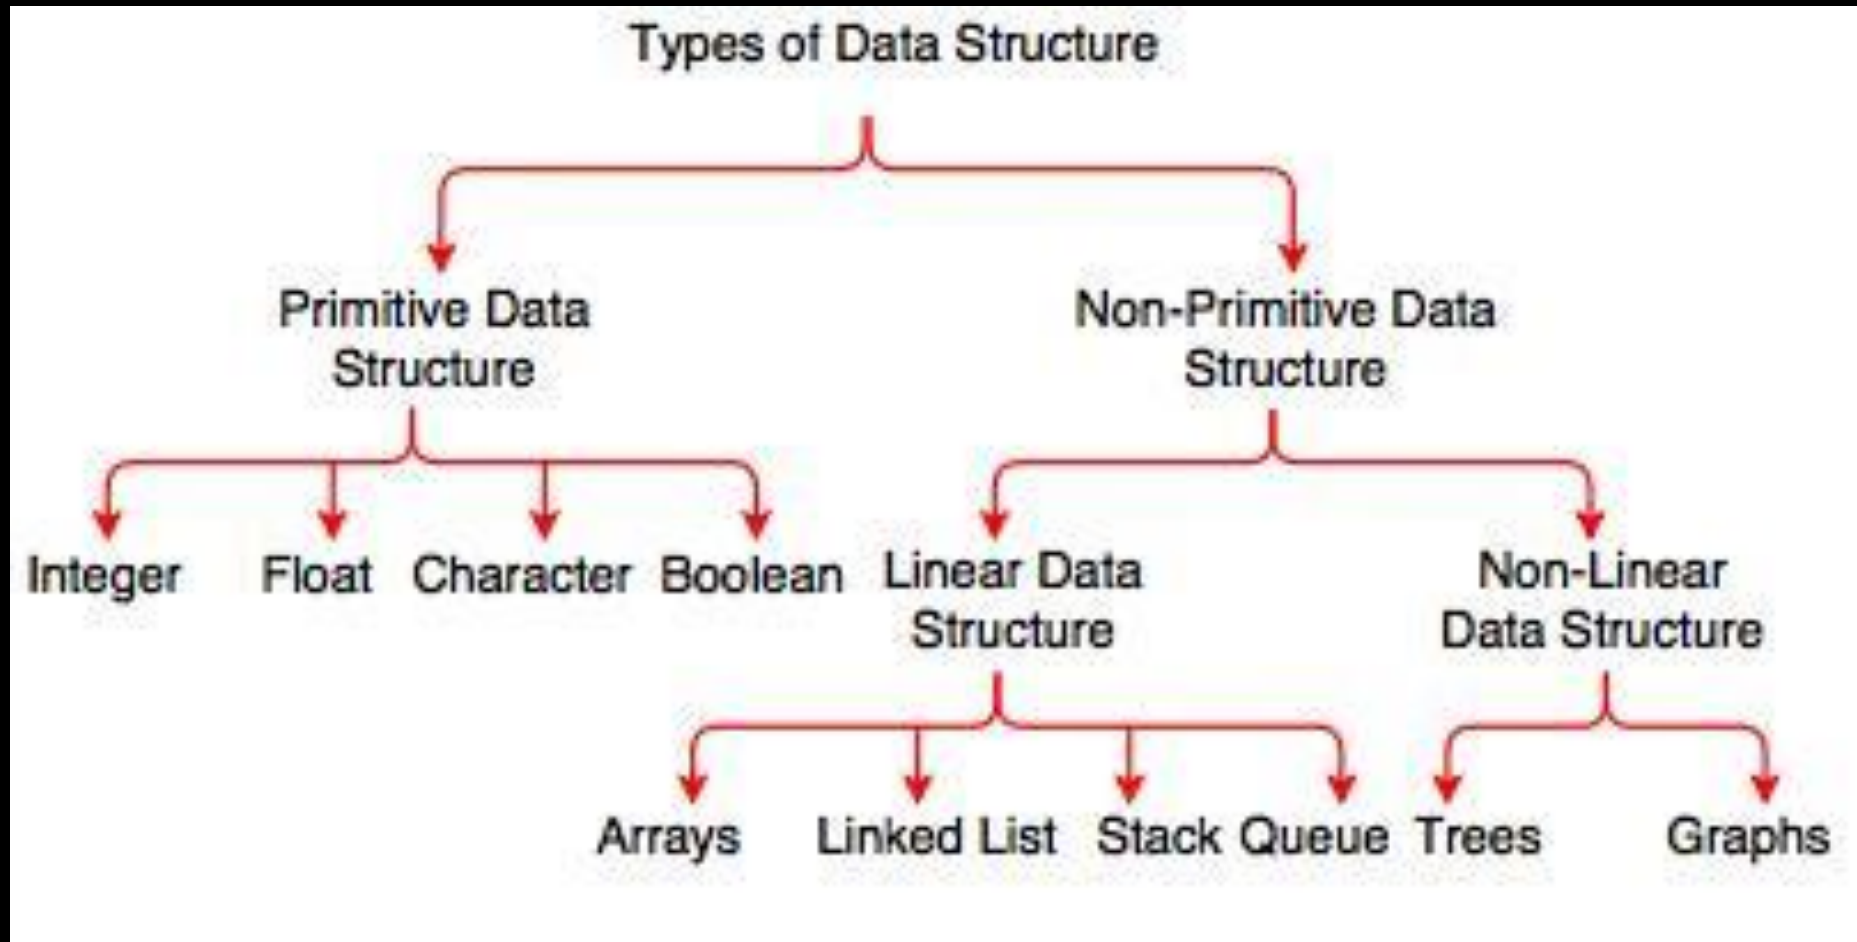 Types of Data Structure
Primitive Data
Structure
Non-Primitive Data
Structure
Integer
Float
Character
Boolean
Linear Data
Structure
Non-Linear
Data Structure
Arrays
Linked List
Stack
Queue
Trees
Graphs